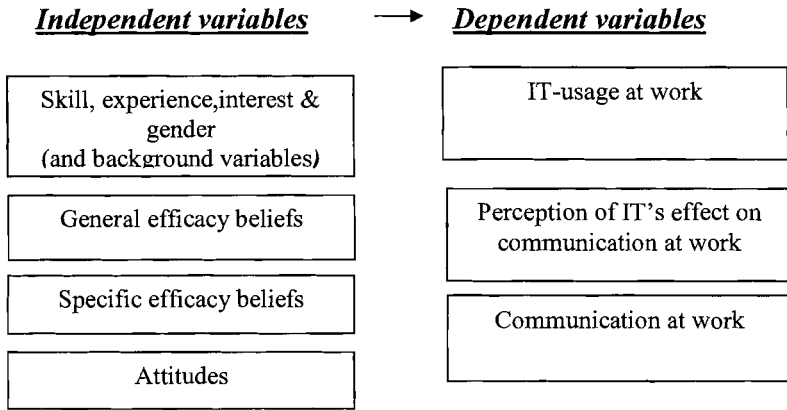 Independent variables → Dependent variables
Skill, experience,interest &
gender
(and background variables)
General efficacy beliefs
Specific efficacy beliefs
Attitudes
IT-usage at work
Perception of IT’s effect on
communication at work
Communication at work